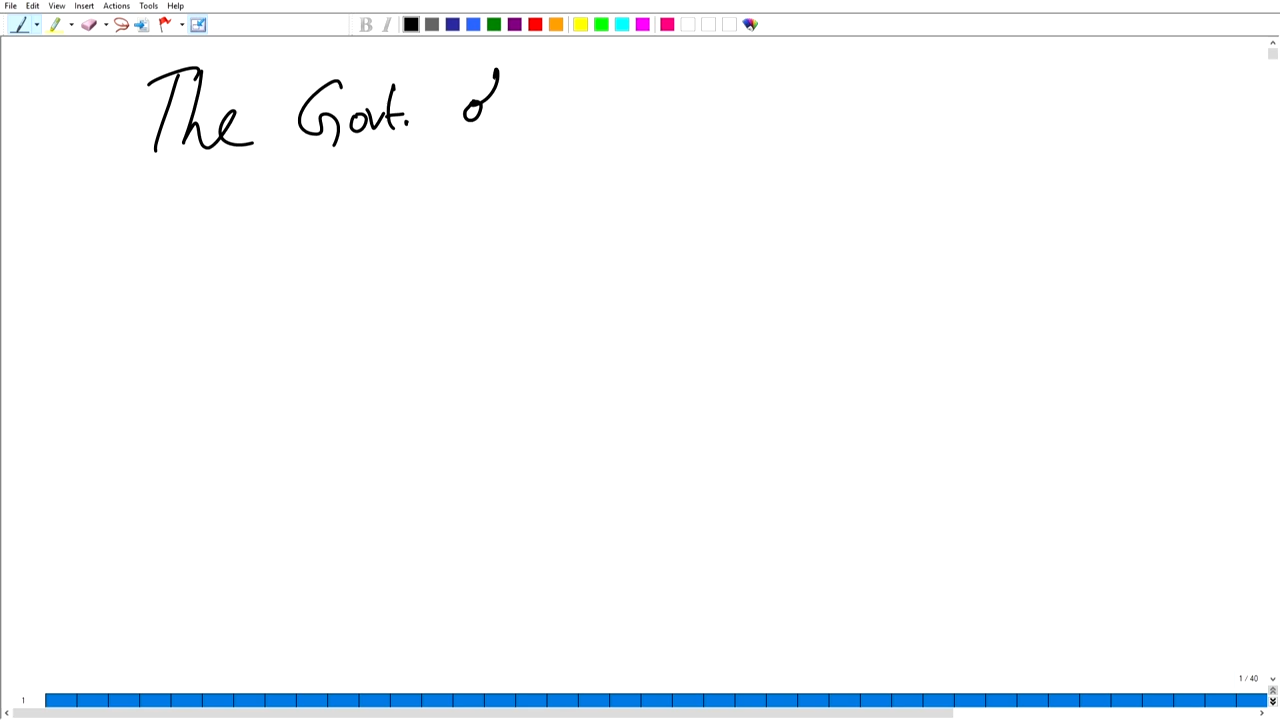 File Edit View Insert Actions Tools Help
B I
The Govt. o
1 / 40
1